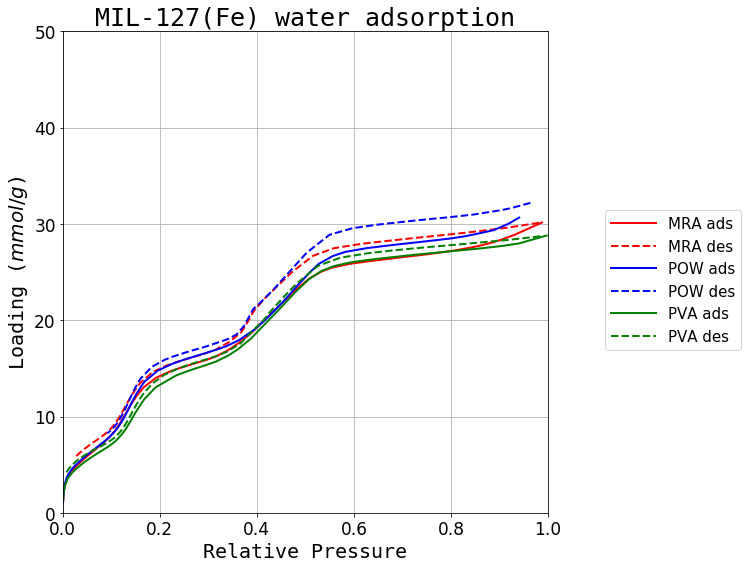 MIL-127(Fe) water adsorption
50
40
30
20
10
0
Loading (mmol/g)
0.0 0.2 0.4 0.6 0.8 1.0
Relative Pressure
MRA ads
MRA des
POW ads
POW des
PVA ads
PVA des